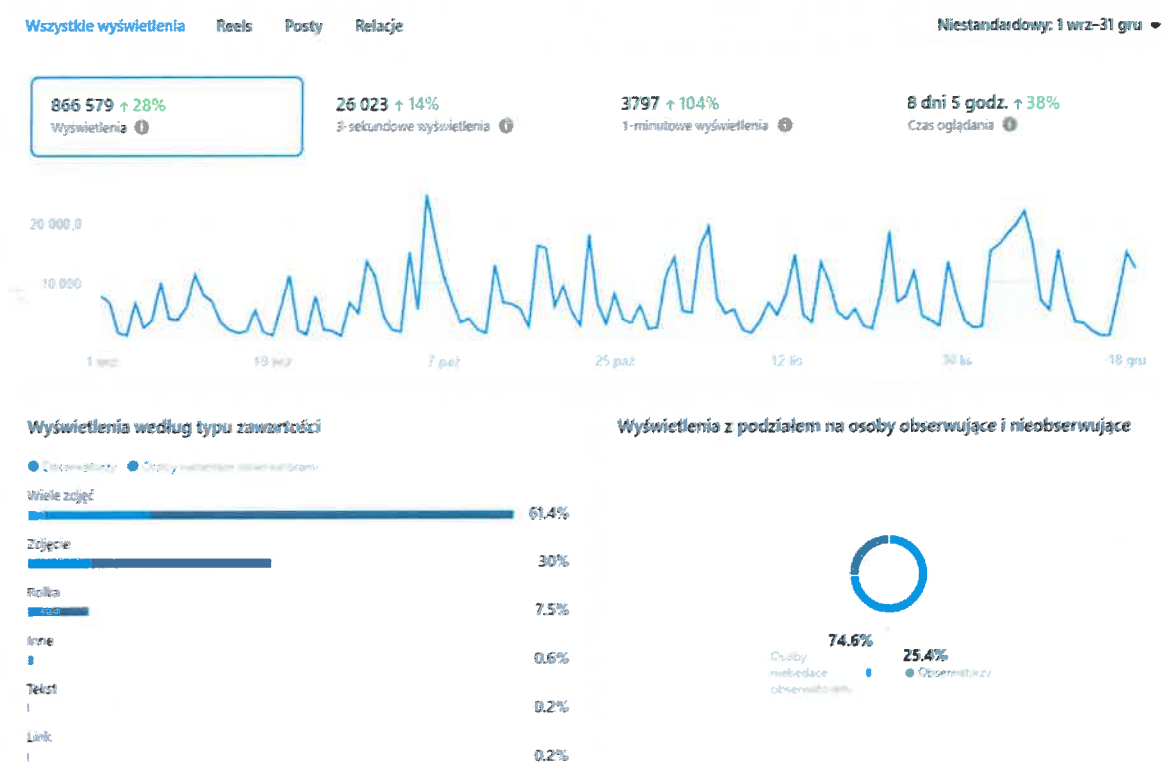 Wszystkie wyświetlenia Reels Posty Relacje Niestandardowy: 1 wrz–31 gru
866 579 ↑ 28% 26 023 ↑ 14% 3797 ↑ 104% 8 dni 5 godz. ↑ 38%
Wyświetlenia 3-sekundowe wyświetlenia 1-minutowe wyświetlenia Czas oglądania
20 000,0
10 000
1 wrz 19 wrz 7 paź 25 paź 12 lis 30 lis 18 gru
Wyświetlenia według typu zawartości
Wyświetlenia z podziałem na osoby obserwujące i nieobserwujące
Obserwatorzy Osoby niebędące obserwatorami
Wiele zdjęć
61.4%
Zdjęcie
30%
Rolka
7.5%
Inne
0.6%
Tekst
0.2%
Link
0.2%
74.6%
Osoby niebędące obserwatorami
25.4%
Obserwatorzy